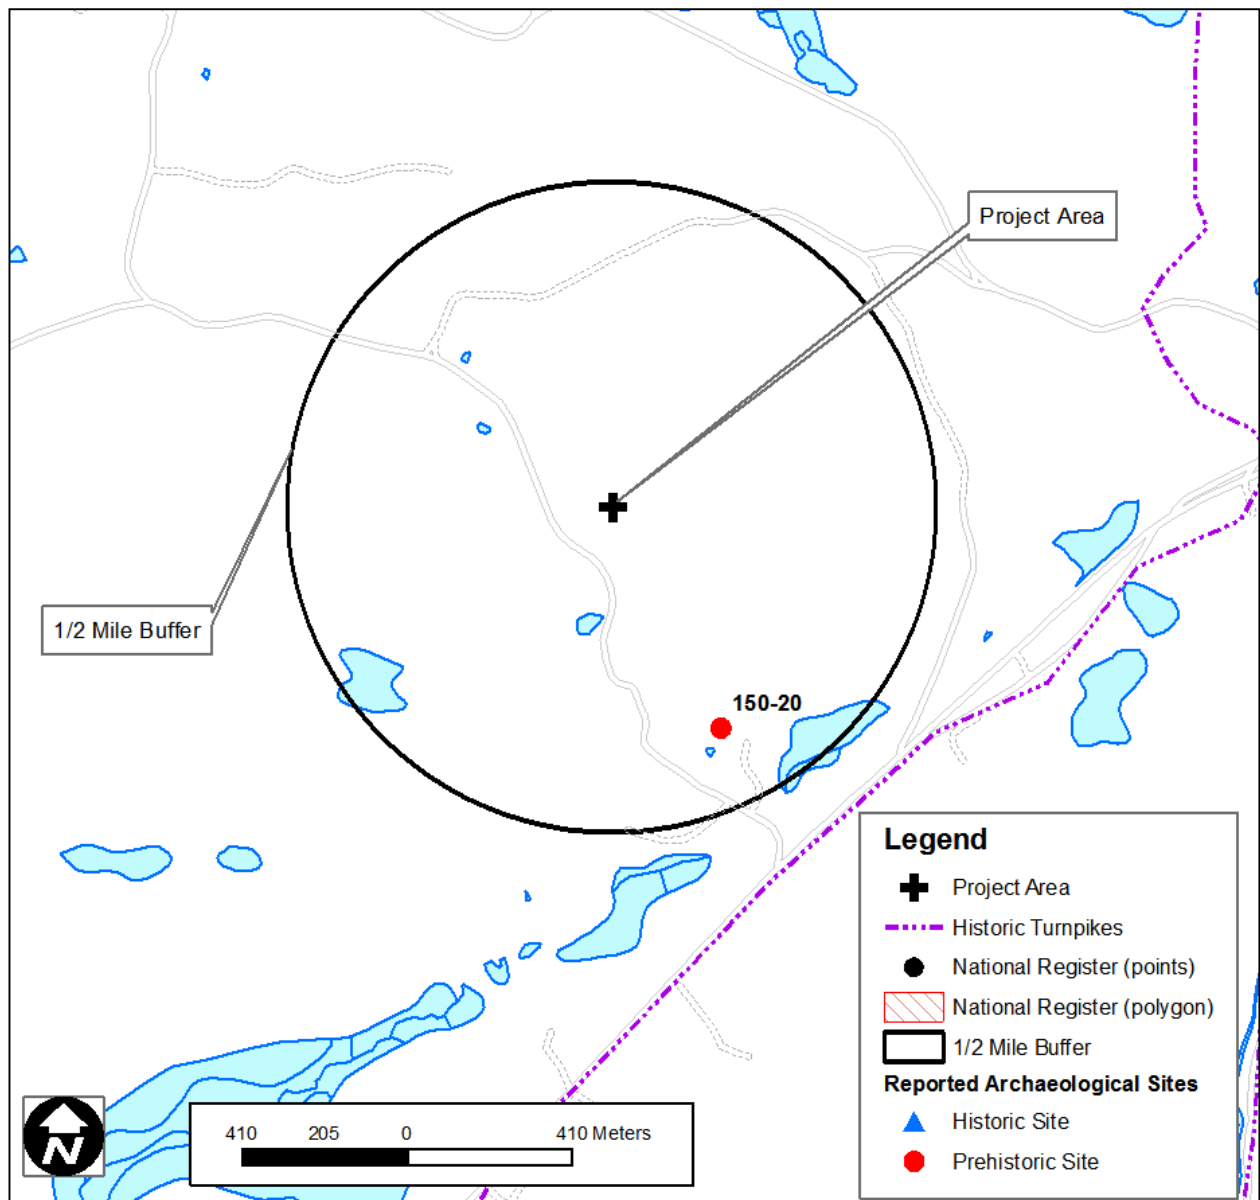 Project Area
1/2 Mile Buffer
150-20
Legend
Project Area
Historic Turnpikes
National Register (points)
National Register (polygon)
1/2 Mile Buffer
Reported Archaeological Sites
Historic Site
Prehistoric Site
N
410 205 0 410 Meters